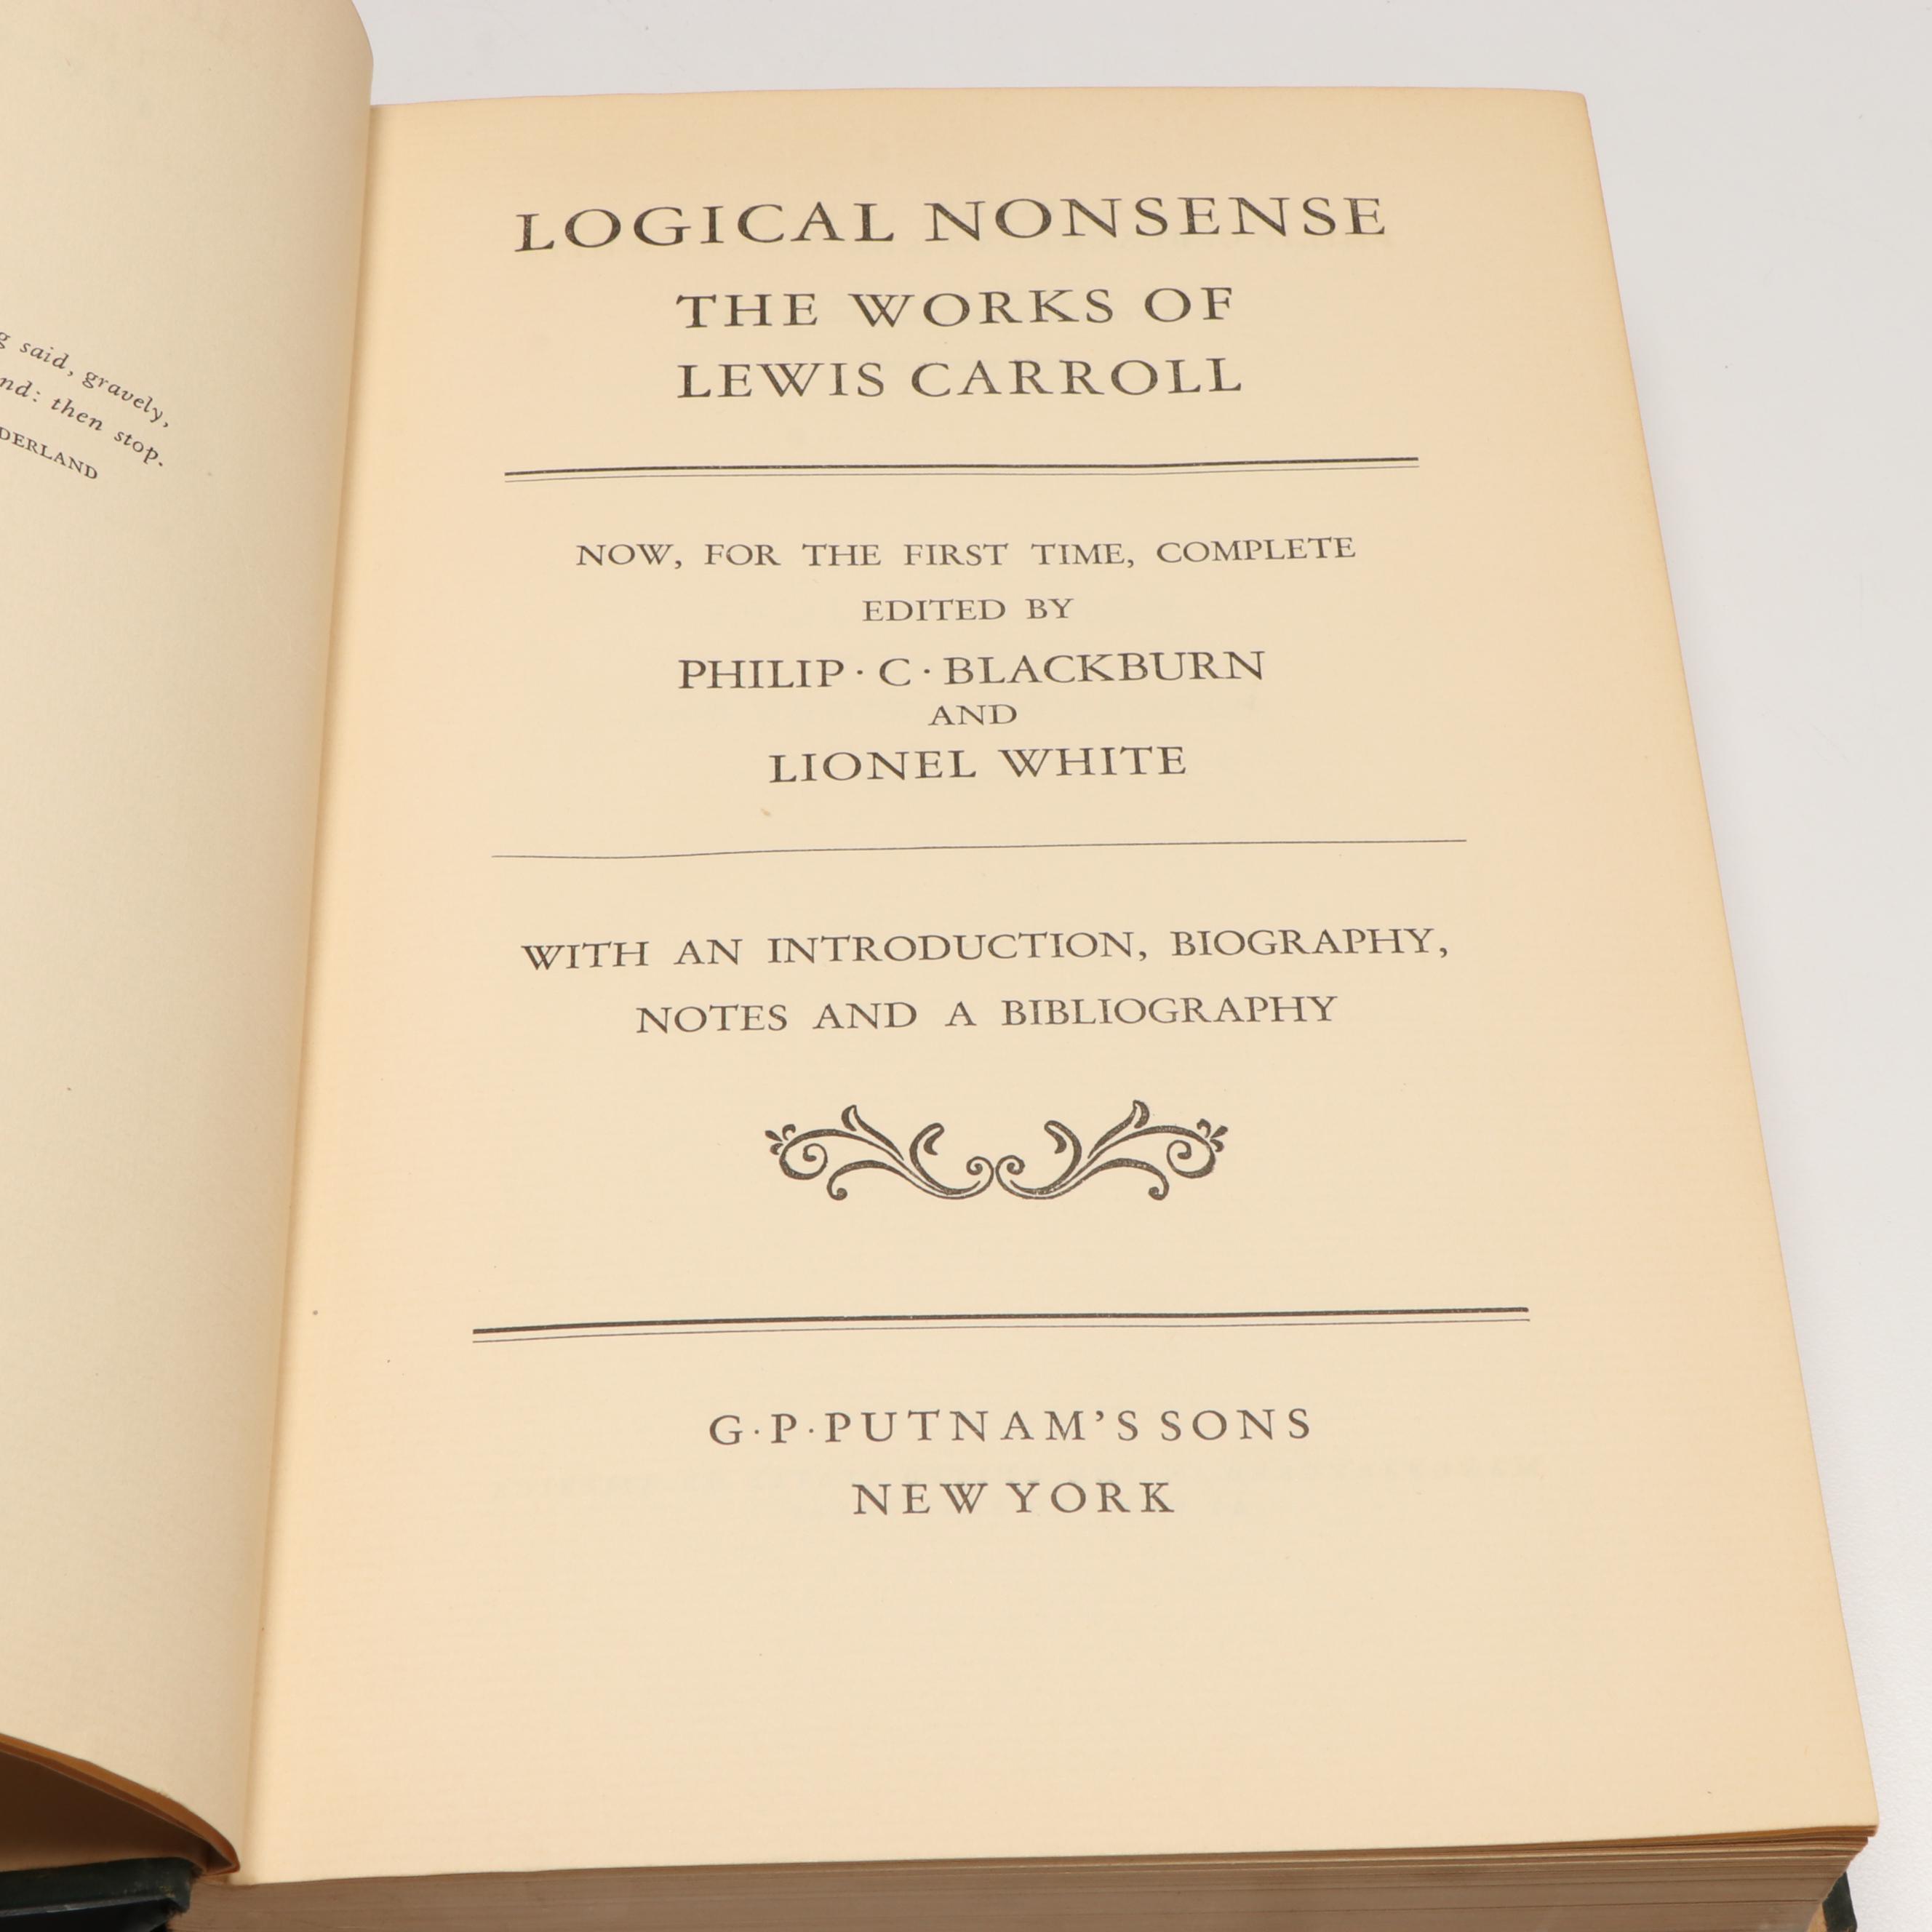 said, gravely,
then stop.
LOGICAL NONSENSE
THE WORKS OF
LEWIS CARROLL
NOW, FOR THE FIRST TIME, COMPLETE
EDITED BY
PHILIP · C · BLACKBURN
AND
LIONEL WHITE
WITH AN INTRODUCTION, BIOGRAPHY,
NOTES AND A BIBLIOGRAPHY
G · P · PUTNAM'S SONS
NEW YORK